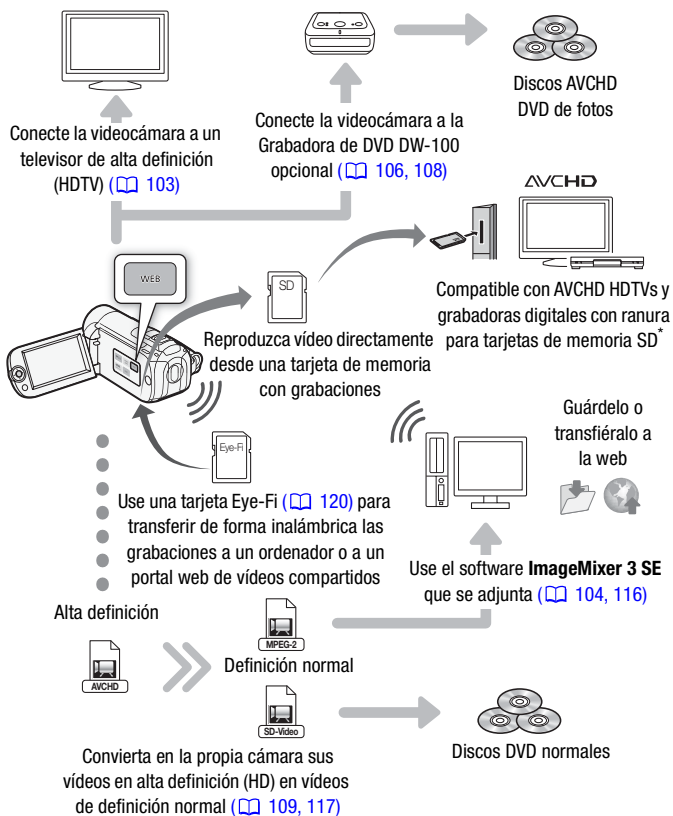 Discos AVCHD
DVD de fotos
Conecte la videocámara a un
televisor de alta definición
(HDTV) (103)
Conecte la videocámara a la
Grabadora de DVD DW-100
opcional (106, 108)
AVCHD
Compatible con AVCHD HDTVs y
grabadoras digitales con ranura
para tarjetas de memoria SD*
WEB
SD
Reproduzca vídeo directamente
desde una tarjeta de memoria
con grabaciones
Guárdelo o
transfiéralo a
la web
Eye-Fi
Use una tarjeta Eye-Fi (120) para
transferir de forma inalámbrica las
grabaciones a un ordenador o a un
portal web de vídeos compartidos
Use el software ImageMixer 3 SE
que se adjunta (104, 116)
Alta definición
AVCHD
MPEG-2
Definición normal
SD-Video
Discos DVD normales
Convierta en la propia cámara sus
vídeos en alta definición (HD) en vídeos
de definición normal (109, 117)